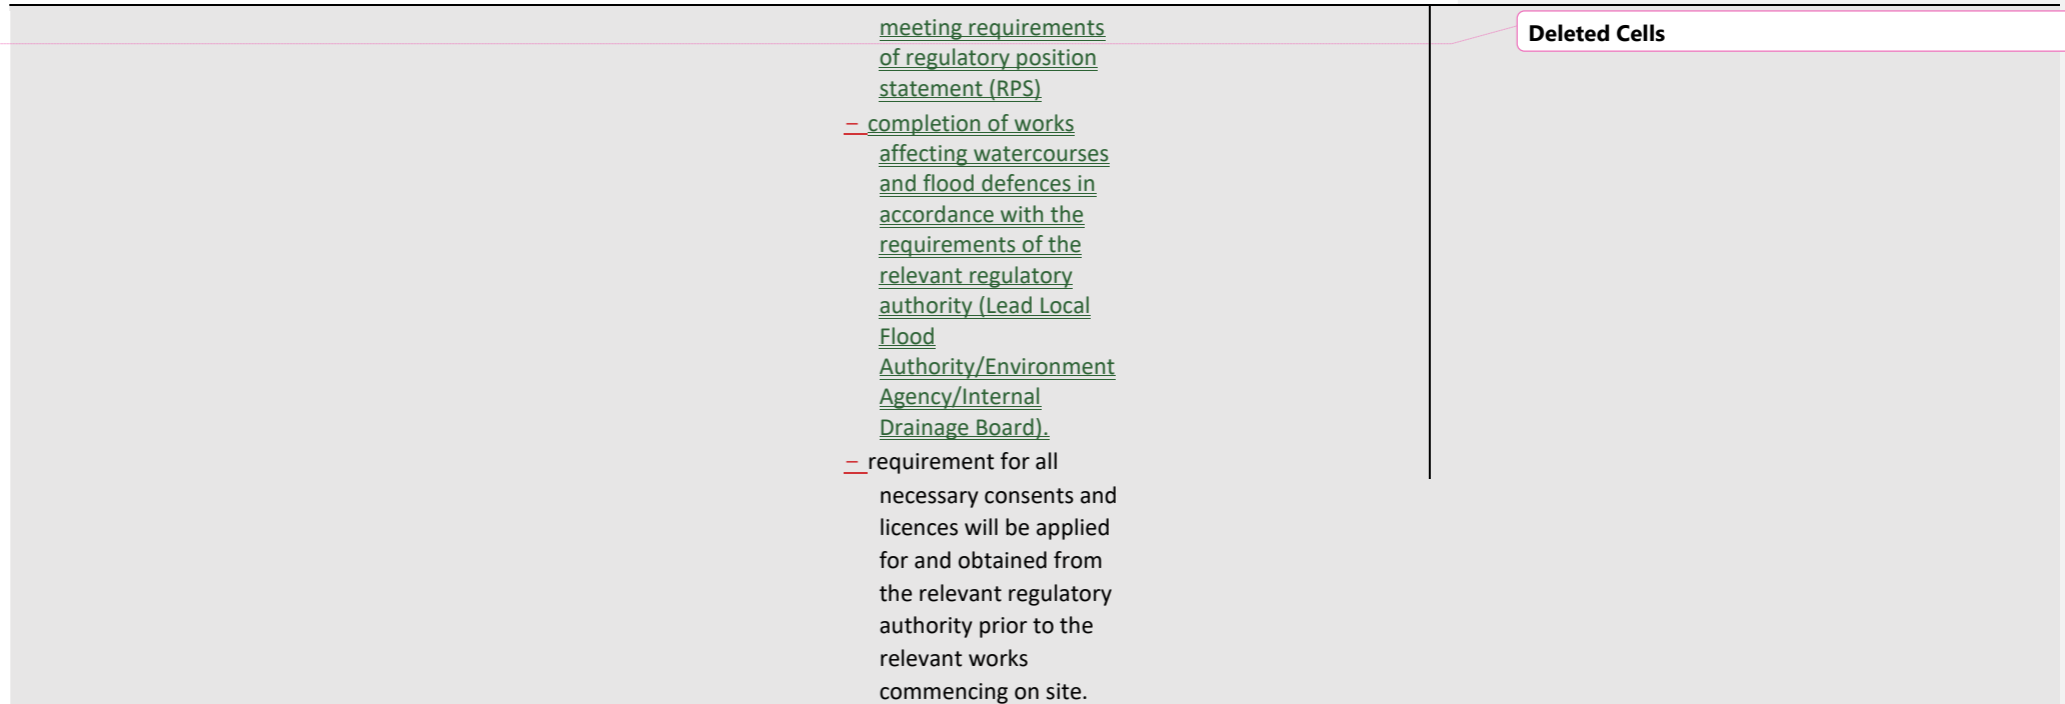 meeting requirements
of regulatory position
statement (RPS)
– completion of works
affecting watercourses
and flood defences in
accordance with the
requirements of the
relevant regulatory
authority (Lead Local
Flood
Authority/Environment
Agency/Internal
Drainage Board).
– requirement for all
necessary consents and
licences will be applied
for and obtained from
the relevant regulatory
authority prior to the
relevant works
commencing on site.
Deleted Cells